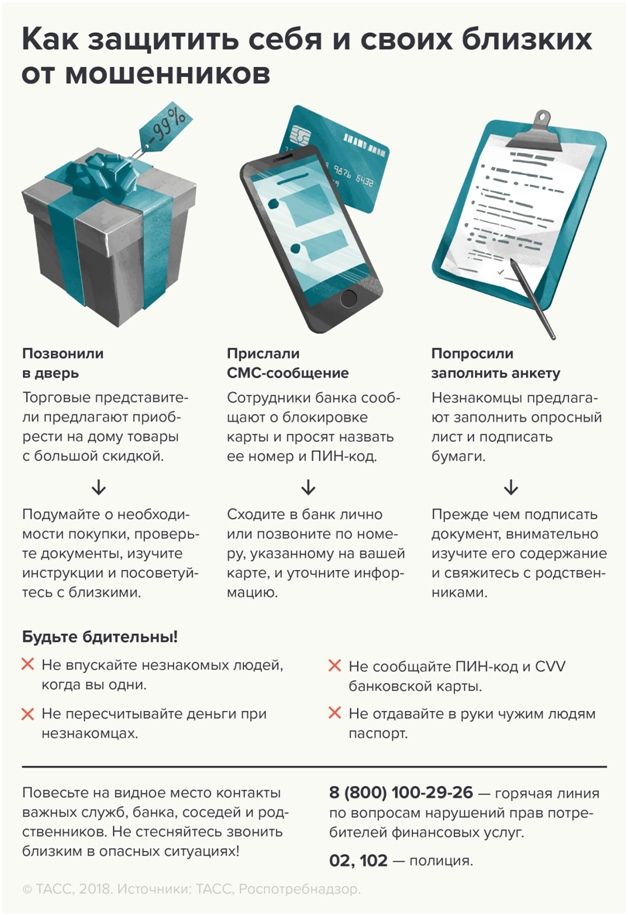 Как защитить себя и своих близких
от мошенников
-99%
9876 5432
Позвонили
в дверь
Торговые представите-
ли предлагают приоб-
рести на дому товары
с большой скидкой.
Подумайте о необходи-
мости покупки, проверь-
те документы, изучите
инструкции и посоветуй-
тесь с близкими.
Прислали
СМС-сообщение
Сотрудники банка сооб-
щают о блокировке
карты и просят назвать
ее номер и ПИН-код.
Сходите в банк лично
или позвоните по номе-
ру, указанному на вашей
карте, и уточните инфор-
мацию.
Попросили
заполнить анкету
Незнакомцы предлага-
ют заполнить опросный
лист и подписать
бумаги.
Прежде чем подписать
документ, внимательно
изучите его содержание
и свяжитесь с родствен-
никами.
Будьте бдительны!
Не впускайте незнакомых людей,
когда вы одни.
Не пересчитывайте деньги при
незнакомцах.
Не сообщайте ПИН-код и CVV
банковской карты.
Не отдавайте в руки чужим людям
паспорт.
Повесьте на видное место контакты
важных служб, банка, соседей и род-
ственников. Не стесняйтесь звонить
близким в опасных ситуациях!
8 (800) 100-29-26 — горячая линия
по вопросам нарушений прав потре-
бителей финансовых услуг.
02, 102 — полиция.
© ТАСС, 2018. Источники: ТАСС, Роспотребнадзор.